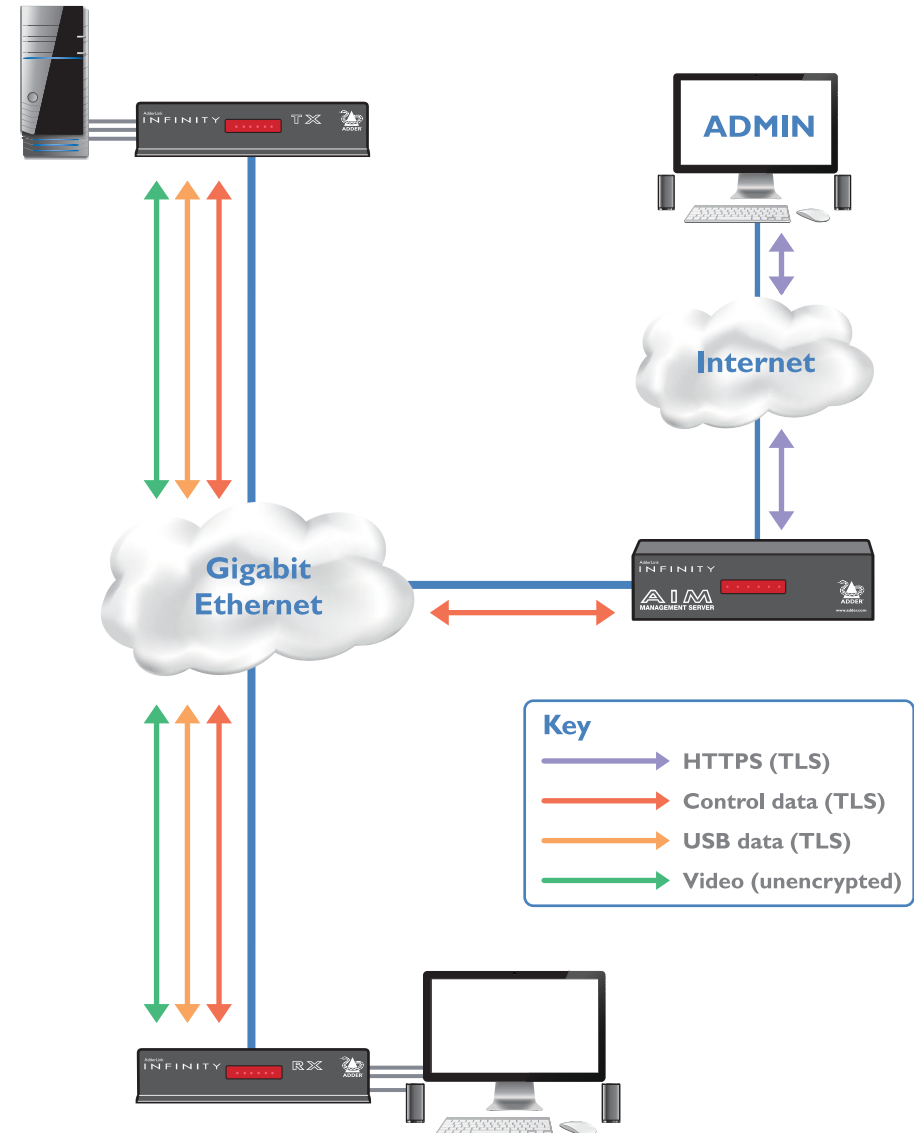 AdderLink
INFINITY TX
ADDER
ADMIN
Internet
Gigabit
Ethernet
AdderLink
INFINITY
AIM
MANAGEMENT SERVER
ADDER
www.adder.com
Key
HTTPS (TLS)
Control data (TLS)
USB data (TLS)
Video (unencrypted)
AdderLink
INFINITY RX
ADDER